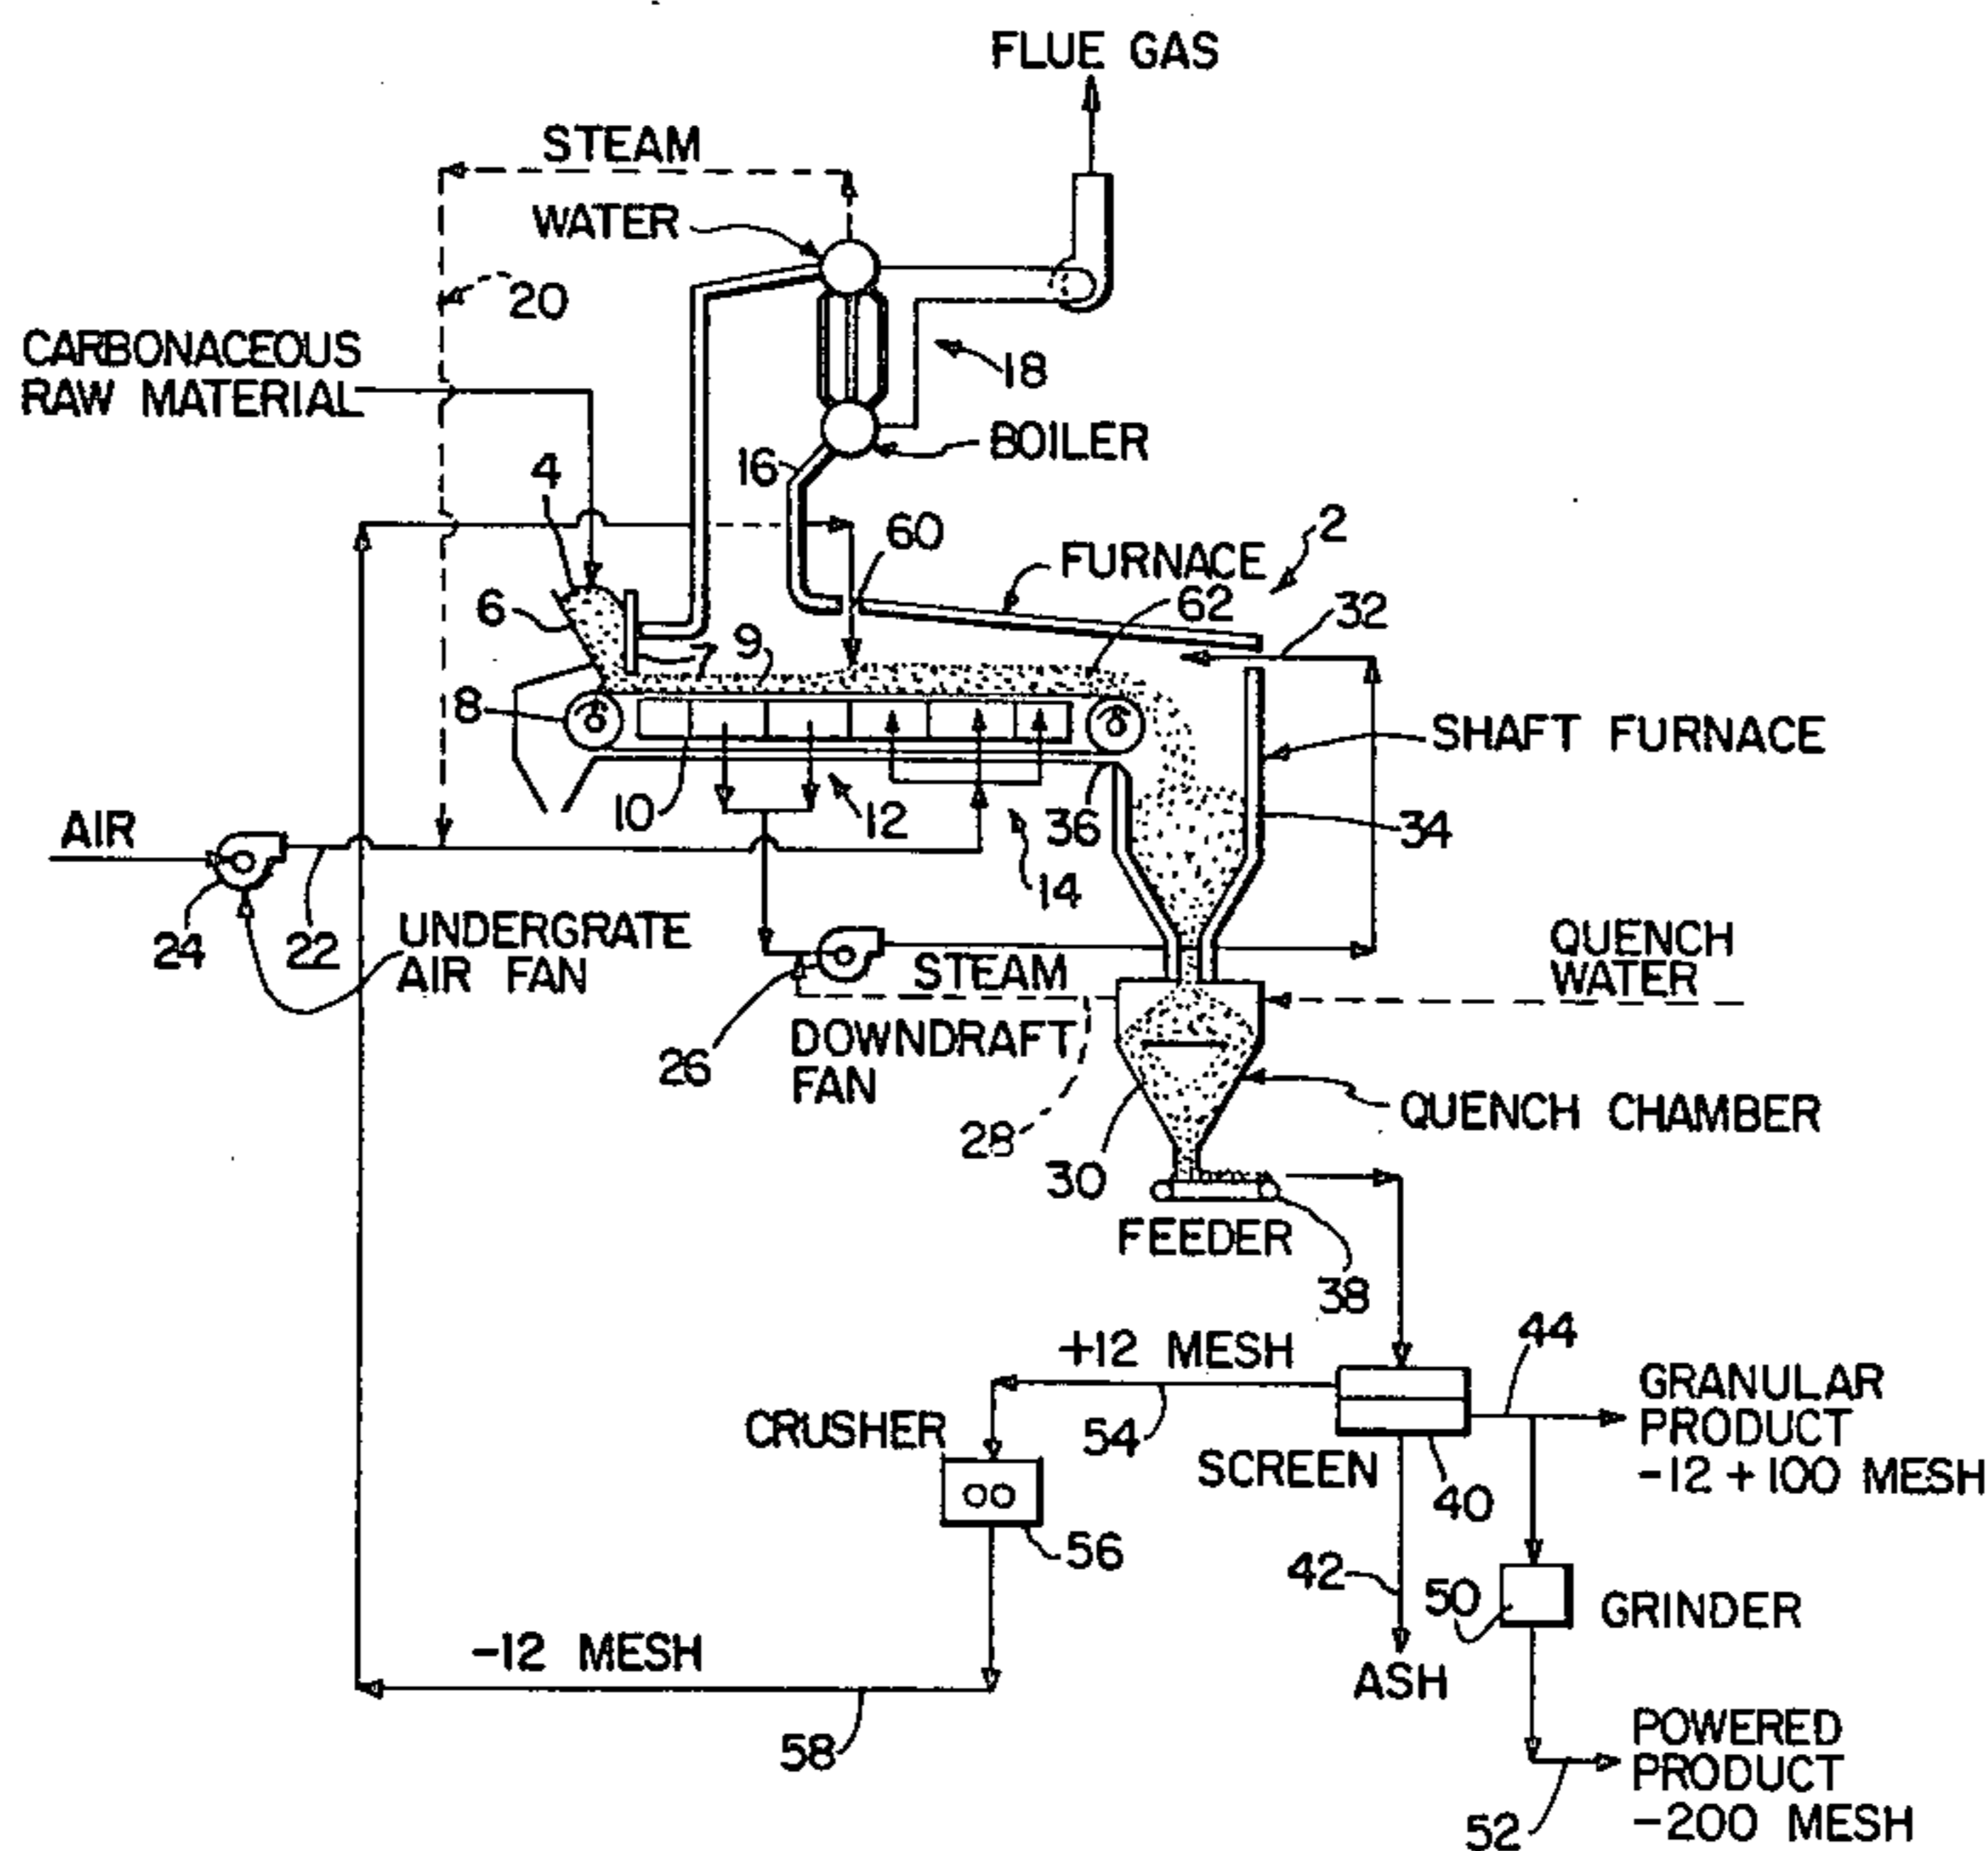 FLUE GAS
STEAM
WATER
20
CARBONACEOUS
RAW MATERIAL
18
BOILER
16
4
2
60
FURNACE
6
62
32
7
9
8
SHAFT FURNACE
10
12
36
34
AIR
14
24
22
UNDERGRATE
AIR FAN
QUENCH
WATER
STEAM
26
DOWNDRAFT
FAN
28
30
QUENCH CHAMBER
FEEDER
38
+12 MESH
44
54
GRANULAR
PRODUCT
-12 +100 MESH
CRUSHER
SCREEN
40
56
42
50
GRINDER
-12 MESH
ASH
58
POWERED
PRODUCT
-200 MESH
52